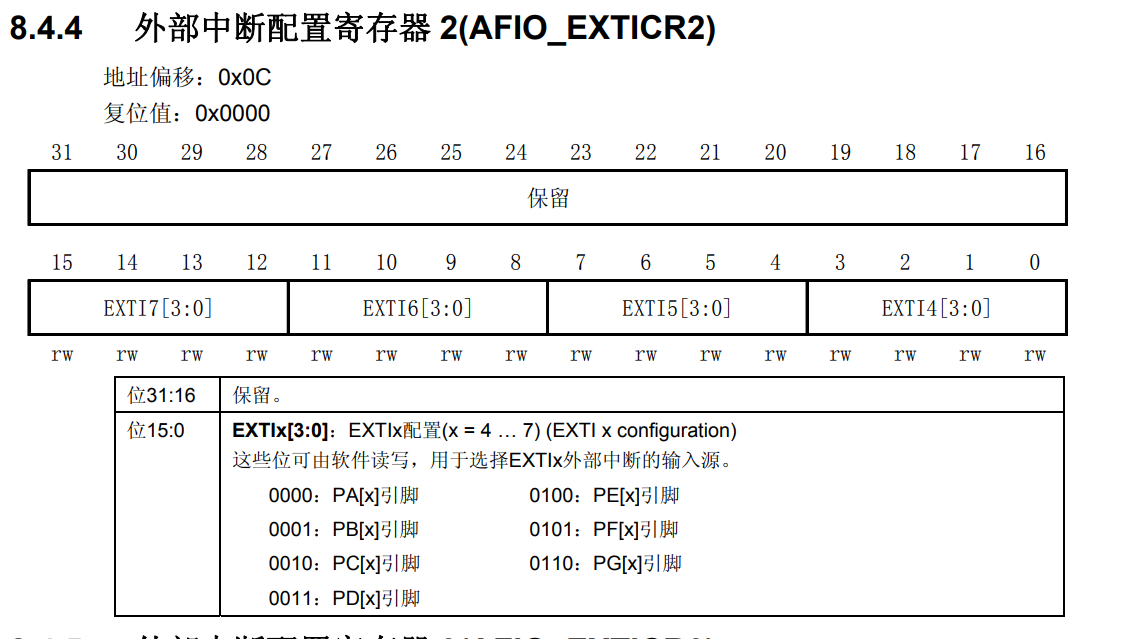 8.4.4 外部中断配置寄存器 2(AFIO_EXTICR2)
地址偏移：0x0C
复位值：0x0000
31 30 29 28 27 26 25 24 23 22 21 20 19 18 17 16
保留
15 14 13 12 11 10 9 8 7 6 5 4 3 2 1 0
EXTI7[3:0] EXTI6[3:0] EXTI5[3:0] EXTI4[3:0]
rw rw rw rw rw rw rw rw rw rw rw rw rw rw rw rw
位31:16 保留。
位15:0 EXTIx[3:0]：EXTIx配置(x = 4 … 7) (EXTI x configuration)
这些位可由软件读写，用于选择EXTIx外部中断的输入源。
0000：PA[x]引脚 0100：PE[x]引脚
0001：PB[x]引脚 0101：PF[x]引脚
0010：PC[x]引脚 0110：PG[x]引脚
0011：PD[x]引脚